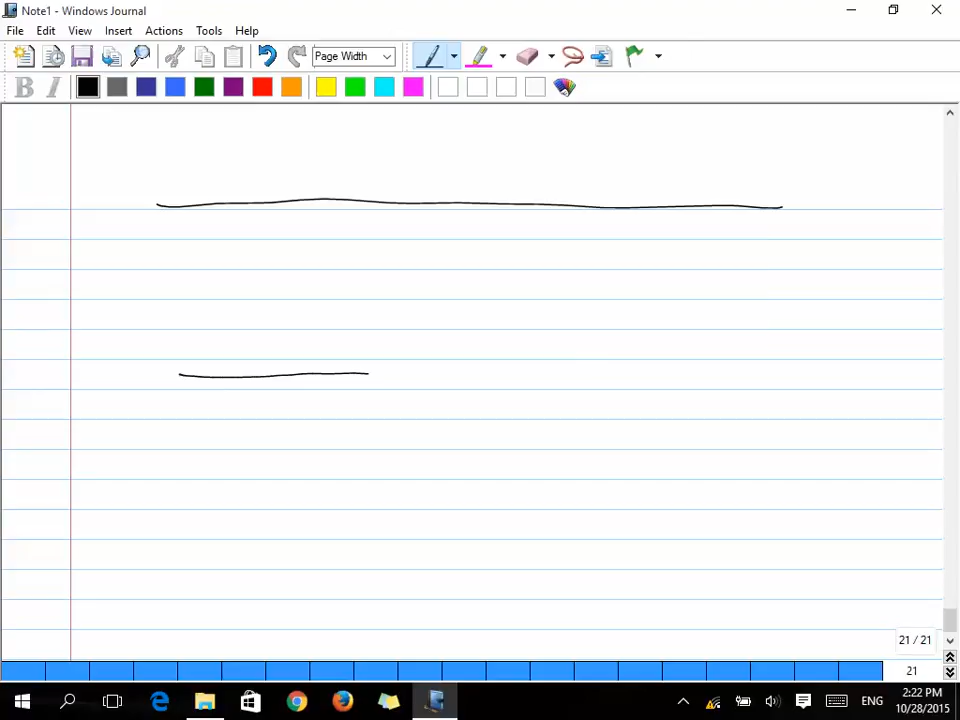 Note1 - Windows Journal
File Edit View Insert Actions Tools Help
Page Width
B I
21 / 21
21
ENG 2:22 PM
10/28/2015